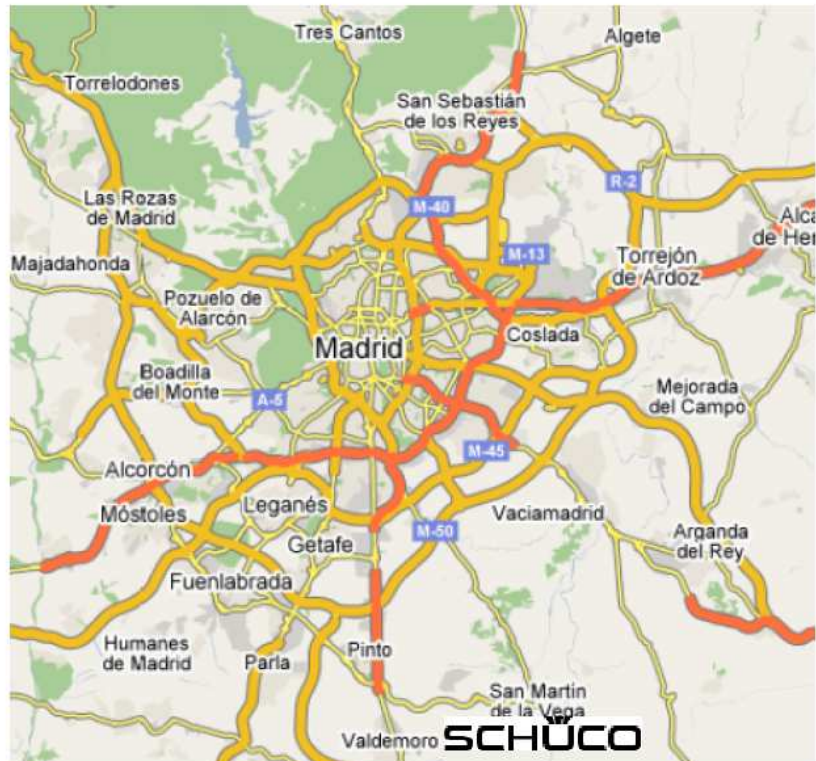 Tres Cantos
Algete
Torrelodones
San Sebastián
de los Reyes
R-2
Las Rozas
de Madrid
M-40
Alca
de Her
Majadahonda
M-13
Torrejón
de Ardoz
Pozuelo de
Alarcón
Madrid
Coslada
Boadilla
del Monte
A-5
Mejorada
del Campo
M-45
Alcorcón
Móstoles
Leganés
Vaciamadrid
Getafe
M-50
Arganda
del Rey
Fuenlabrada
Humanes
de Madrid
Parla
Pinto
San Martín
de la Vega
Valdemoro
SCHÜCO